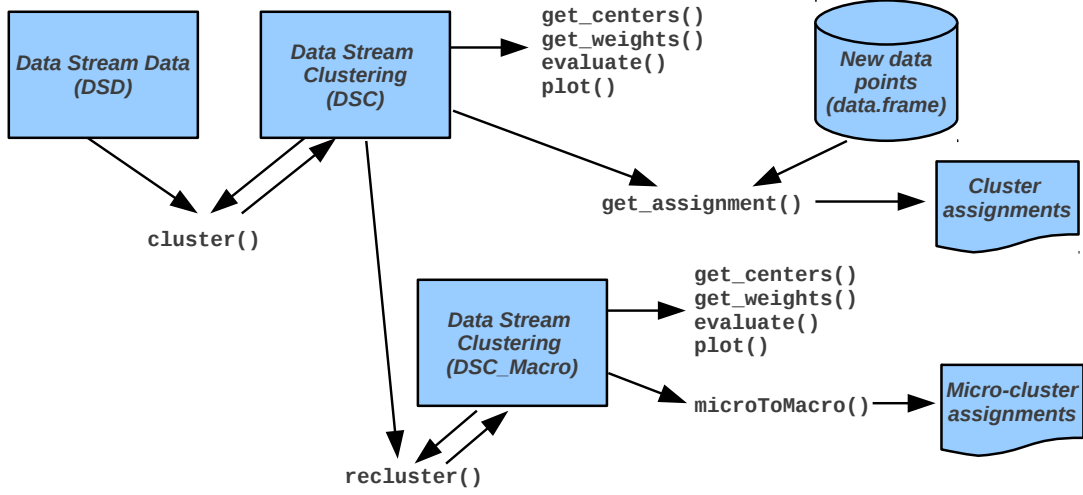 Data Stream Data
(DSD)
Data Stream
Clustering
(DSC)
get_centers()
get_weights()
evaluate()
plot()
New data
points
(data.frame)
cluster()
get_assignment()
Cluster
assignments
Data Stream
Clustering
(DSC_Macro)
get_centers()
get_weights()
evaluate()
plot()
microToMacro()
Micro-cluster
assignments
recluster()